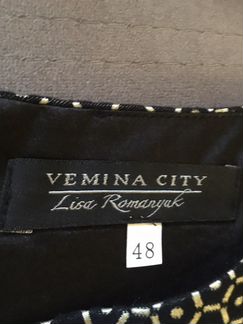 VEMINA CITY
Lisa Romanyuk
48